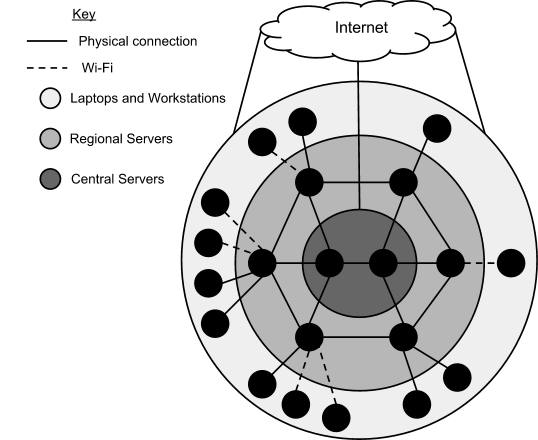 Key
Physical connection
Wi-Fi
Laptops and Workstations
Regional Servers
Central Servers
Internet